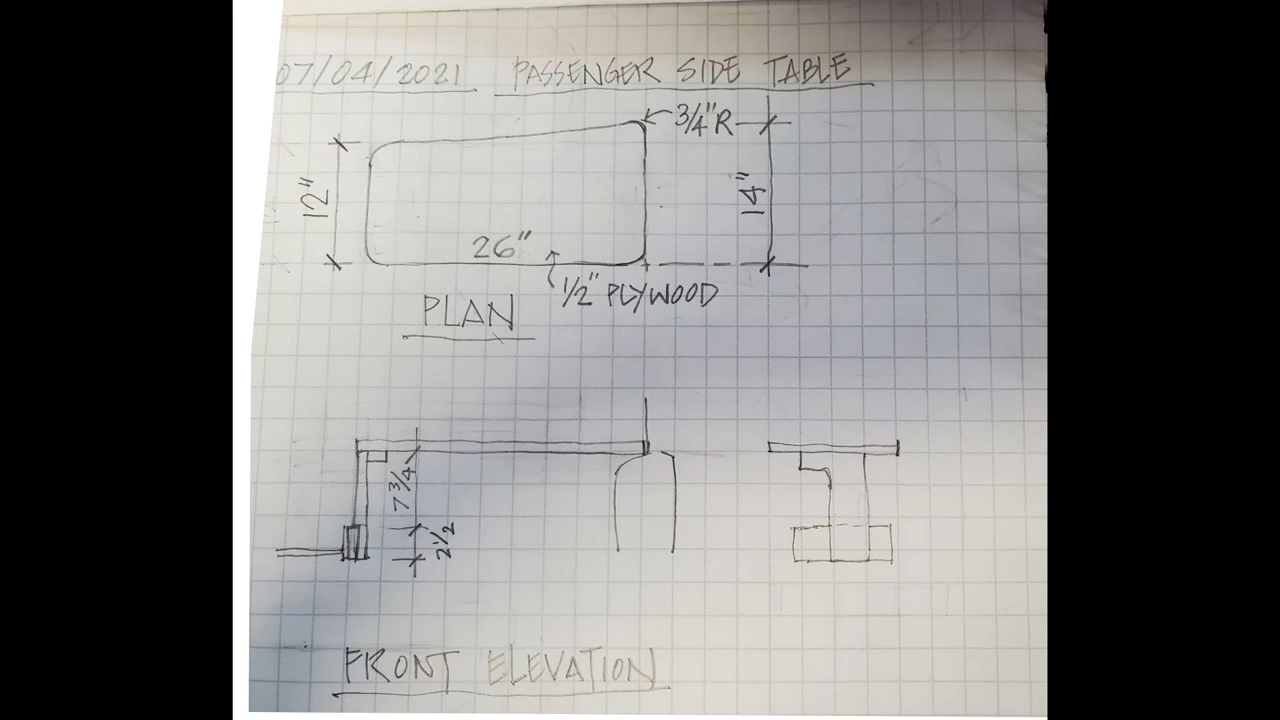 07/04/2021 PASSENGER SIDE TABLE
3/4" R
12"
14"
26"
1/2" PLYWOOD
PLAN
7 3/4
2 1/2
FRONT ELEVATION